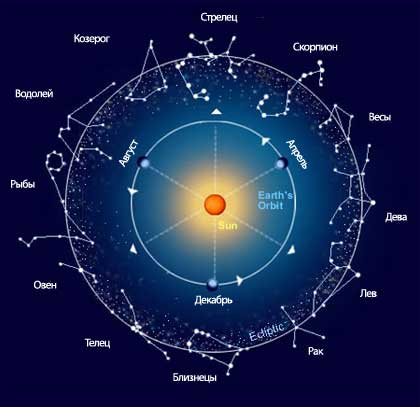 Стрелец
Козерог
Скорпион
Водолей
Весы
Август
Апрель
Рыбы
Earth's
Orbit
Дева
Sun
Овен
Лев
Декабрь
Ecliptic
Телец
Рак
Близнецы